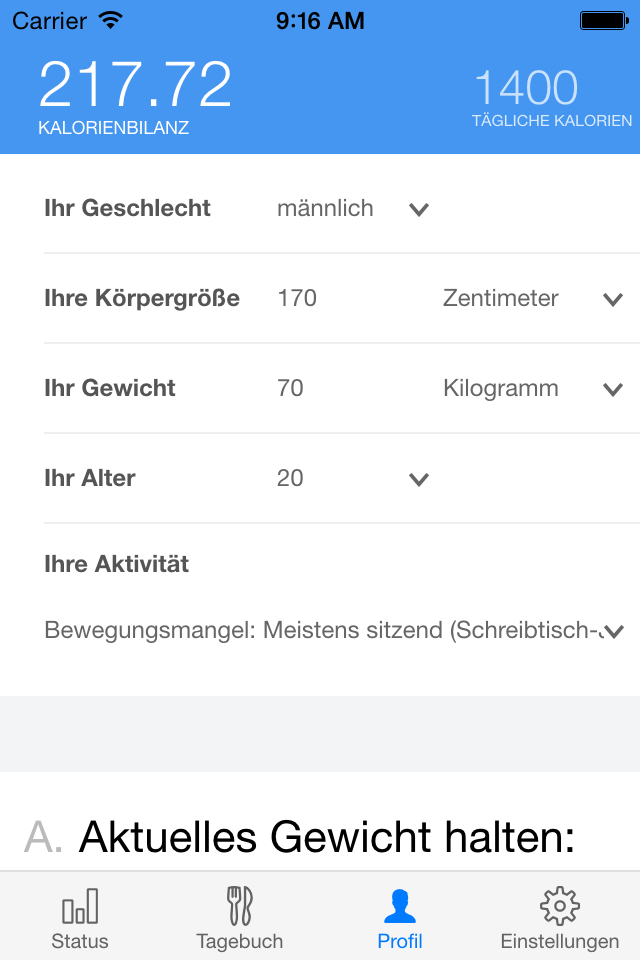 Carrier 9:16 AM
217.72 1400
KALORIENBILANZ TÄGLICHE KALORIEN
Ihr Geschlecht männlich
Ihre Körpergröße 170 Zentimeter
Ihr Gewicht 70 Kilogramm
Ihr Alter 20
Ihre Aktivität
Bewegungsmangel: Meistens sitzend (Schreibtisch-
A. Aktuelles Gewicht halten:
Status Tagebuch Profil Einstellungen